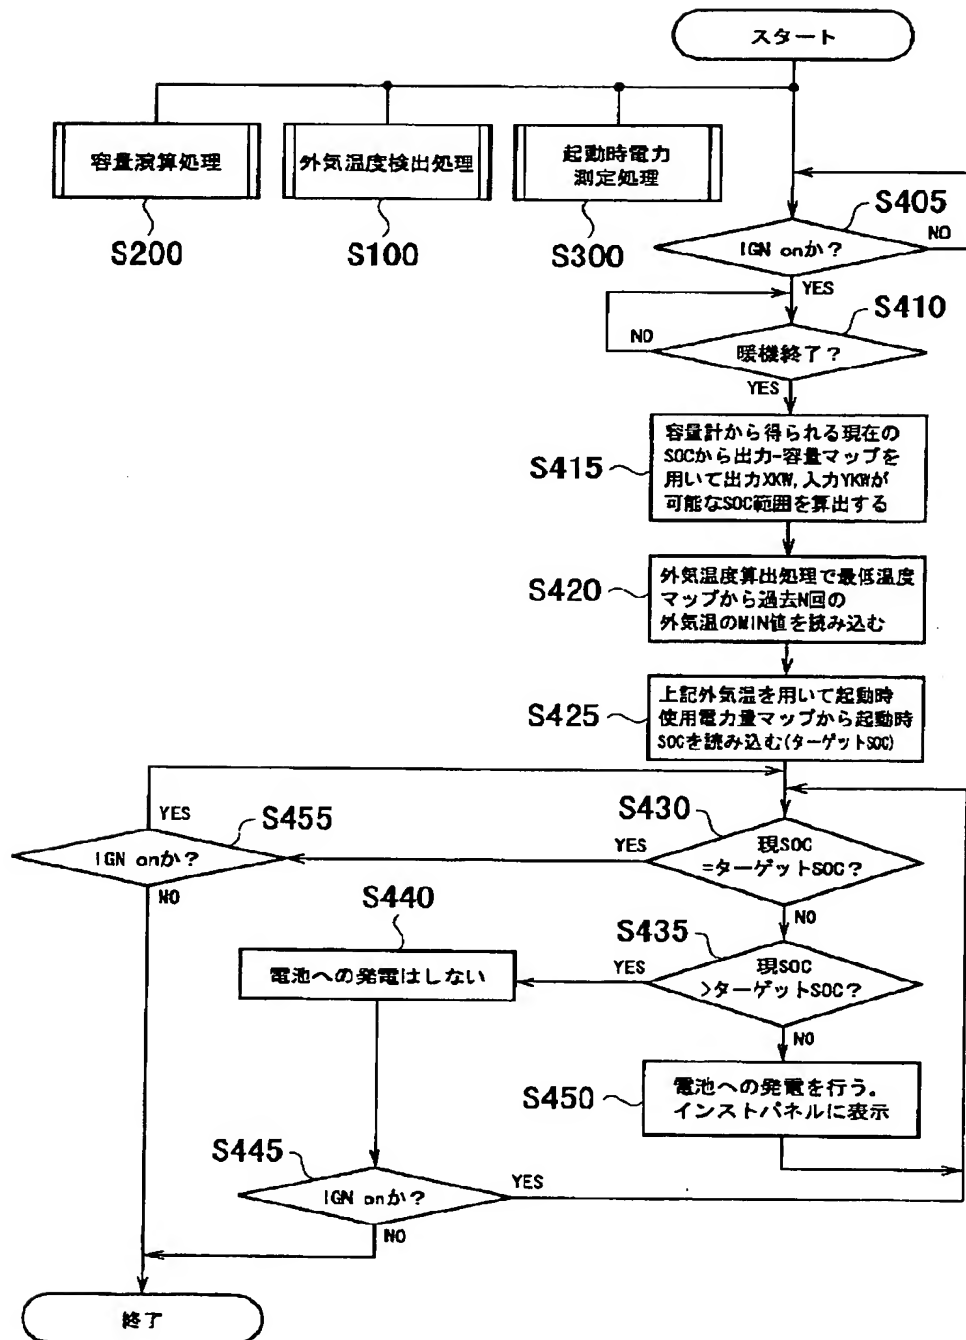 スタート
容量演算処理
外気温度検出処理
起動時電力
測定処理
S200
S100
S300
S405
IGN onか？
NO
YES
S410
NO
暖機終了？
YES
S415
容量計から得られる現在の
SOCから出力-容量マップを
用いて出力XKW,入力YKWが
可能なSOC範囲を算出する
S420
外気温度算出処理で最低温度
マップから過去N回の
外気温のMIN値を読み込む
S425
上記外気温を用いて起動時
使用電力量マップから起動時
SOCを読み込む(ターゲットSOC)
YES
S455
IGN onか？
NO
S430
YES
現SOC
=ターゲットSOC？
NO
S440
電池への発電はしない
S435
YES
現SOC
>ターゲットSOC？
NO
S450
電池への発電を行う。
インストパネルに表示
S445
IGN onか？
YES
NO
終了